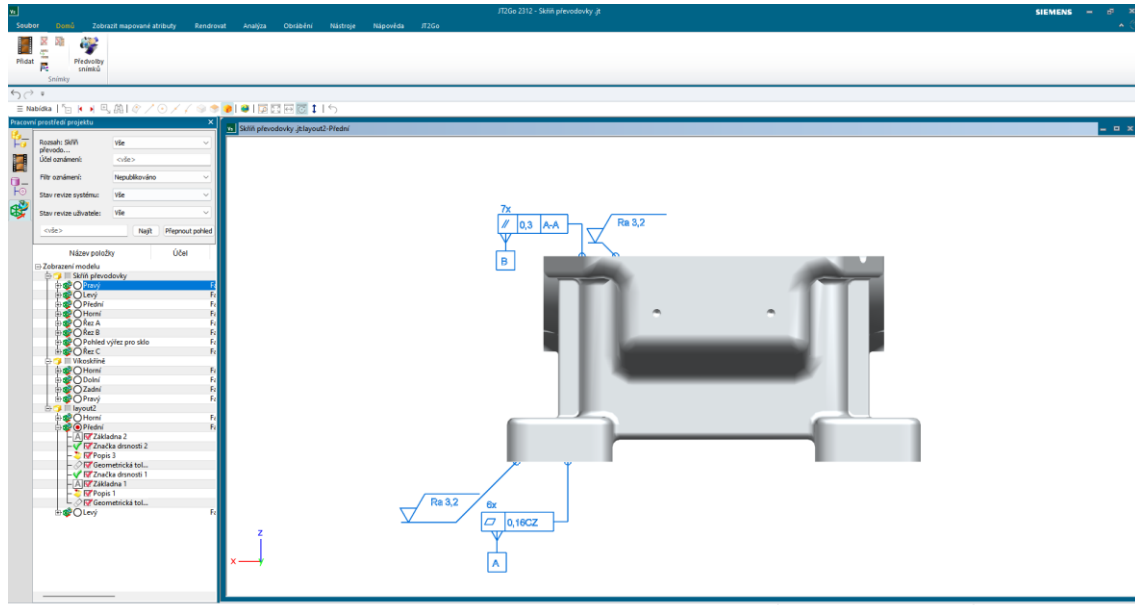 JT2Go 2312 - Skříň převodovky .jt
SIEMENS
Soubor Domů Zobrazit mapované atributy Rendrovat Analýza Obrábění Nástroje Nápověda JT2Go
Přidat
Předvolby snímků
Snímky
Nabídka
Pracovní prostředí projektu
Skříň převodovky .jt:layout2-Přední
Rozsah: Skříň převodo... Vše
Účel oznámení: <vše>
Filtr oznámení: Nepublikováno
Stav revize systému: Vše
Stav revize uživatele: Vše
<vše> Najít Přepnout pohled
Název položky Účel
Zobrazení modelu
Skříň převodovky
Pravý
Levý
Přední
Horní
Řez A
Řez B
Pohled výřez pro sklo
Řez C
Víkoskříně
Horní
Dolní
Zadní
Pravý
layout2
Horní
Přední
Základna 2
Značka drsnosti 2
Popis 3
Geometrická tol...
Značka drsnosti 1
Základna 1
Popis 1
Geometrická tol...
Levý
7x
// 0,3 A-A
Ra 3,2
B
Ra 3,2
6x
0,16CZ
A
Z
X